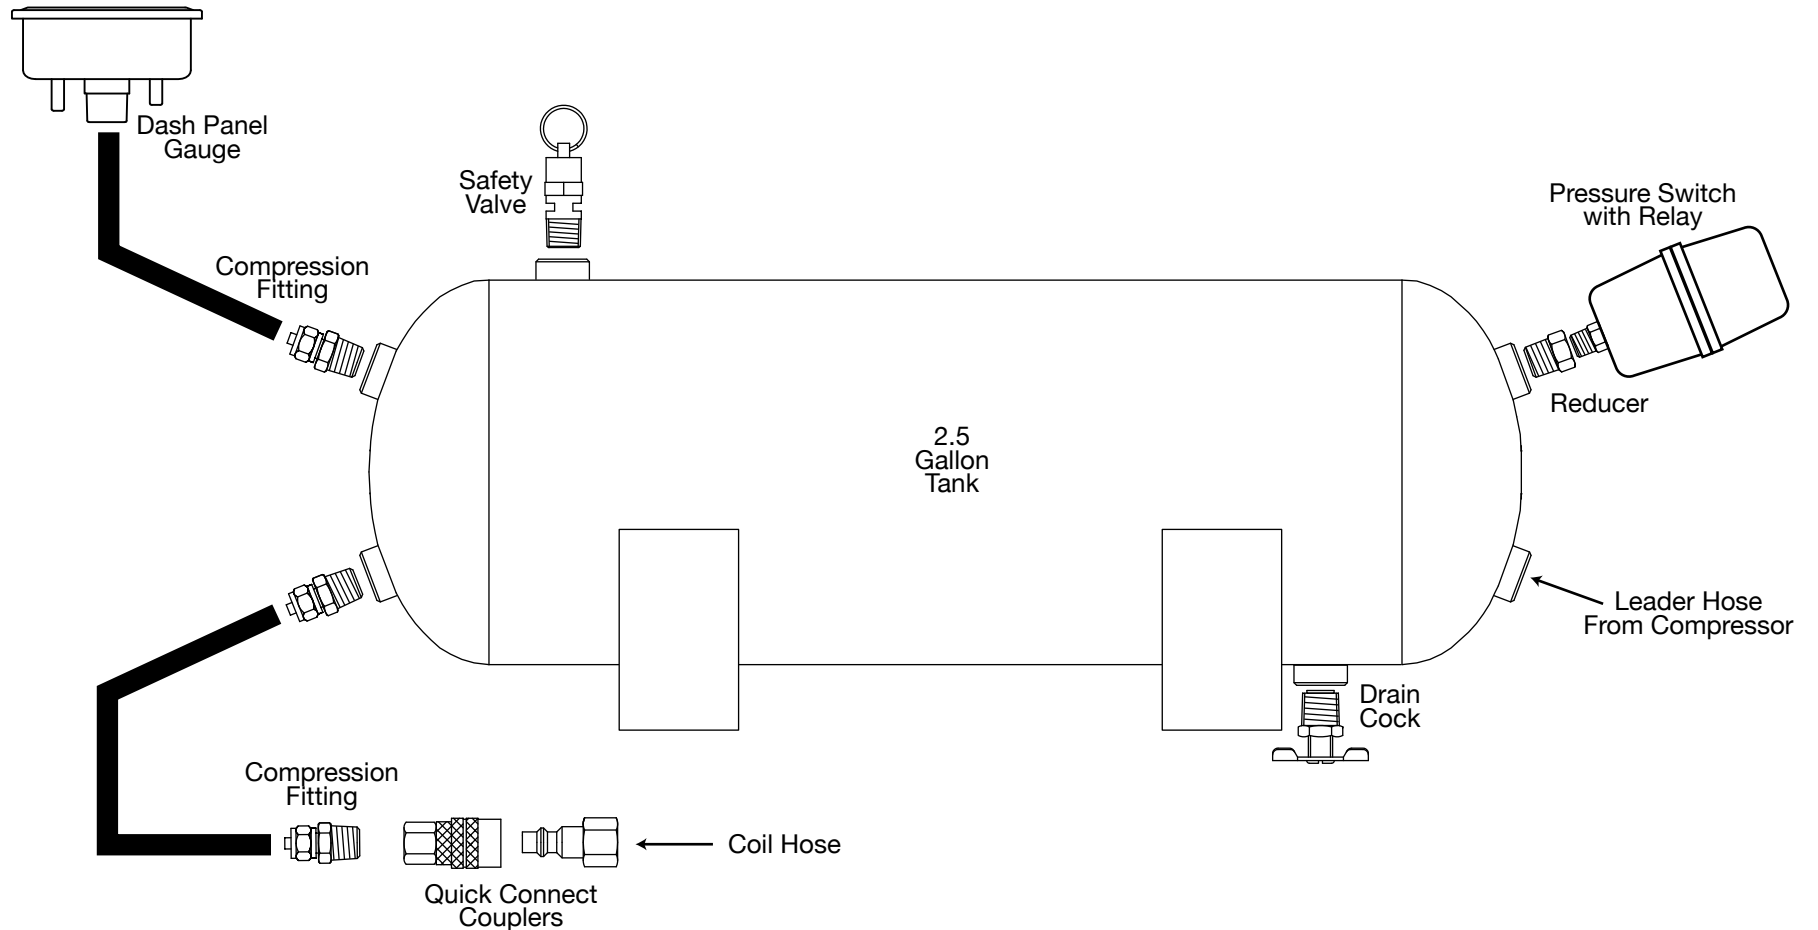 Dash Panel
Gauge
Safety
Valve
Pressure Switch
with Relay
Compression
Fitting
Reducer
2.5
Gallon
Tank
Leader Hose
From Compressor
Drain
Cock
Compression
Fitting
Coil Hose
Quick Connect
Couplers